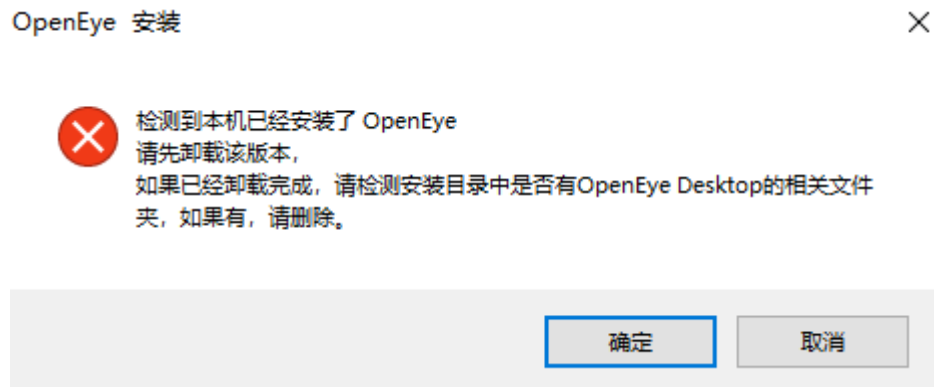 OpenEye 安装
检测到本机已经安装了 OpenEye
请先卸载该版本，
如果已经卸载完成，请检测安装目录中是否有OpenEye Desktop的相关文件
夹，如果有，请删除。
确定
取消